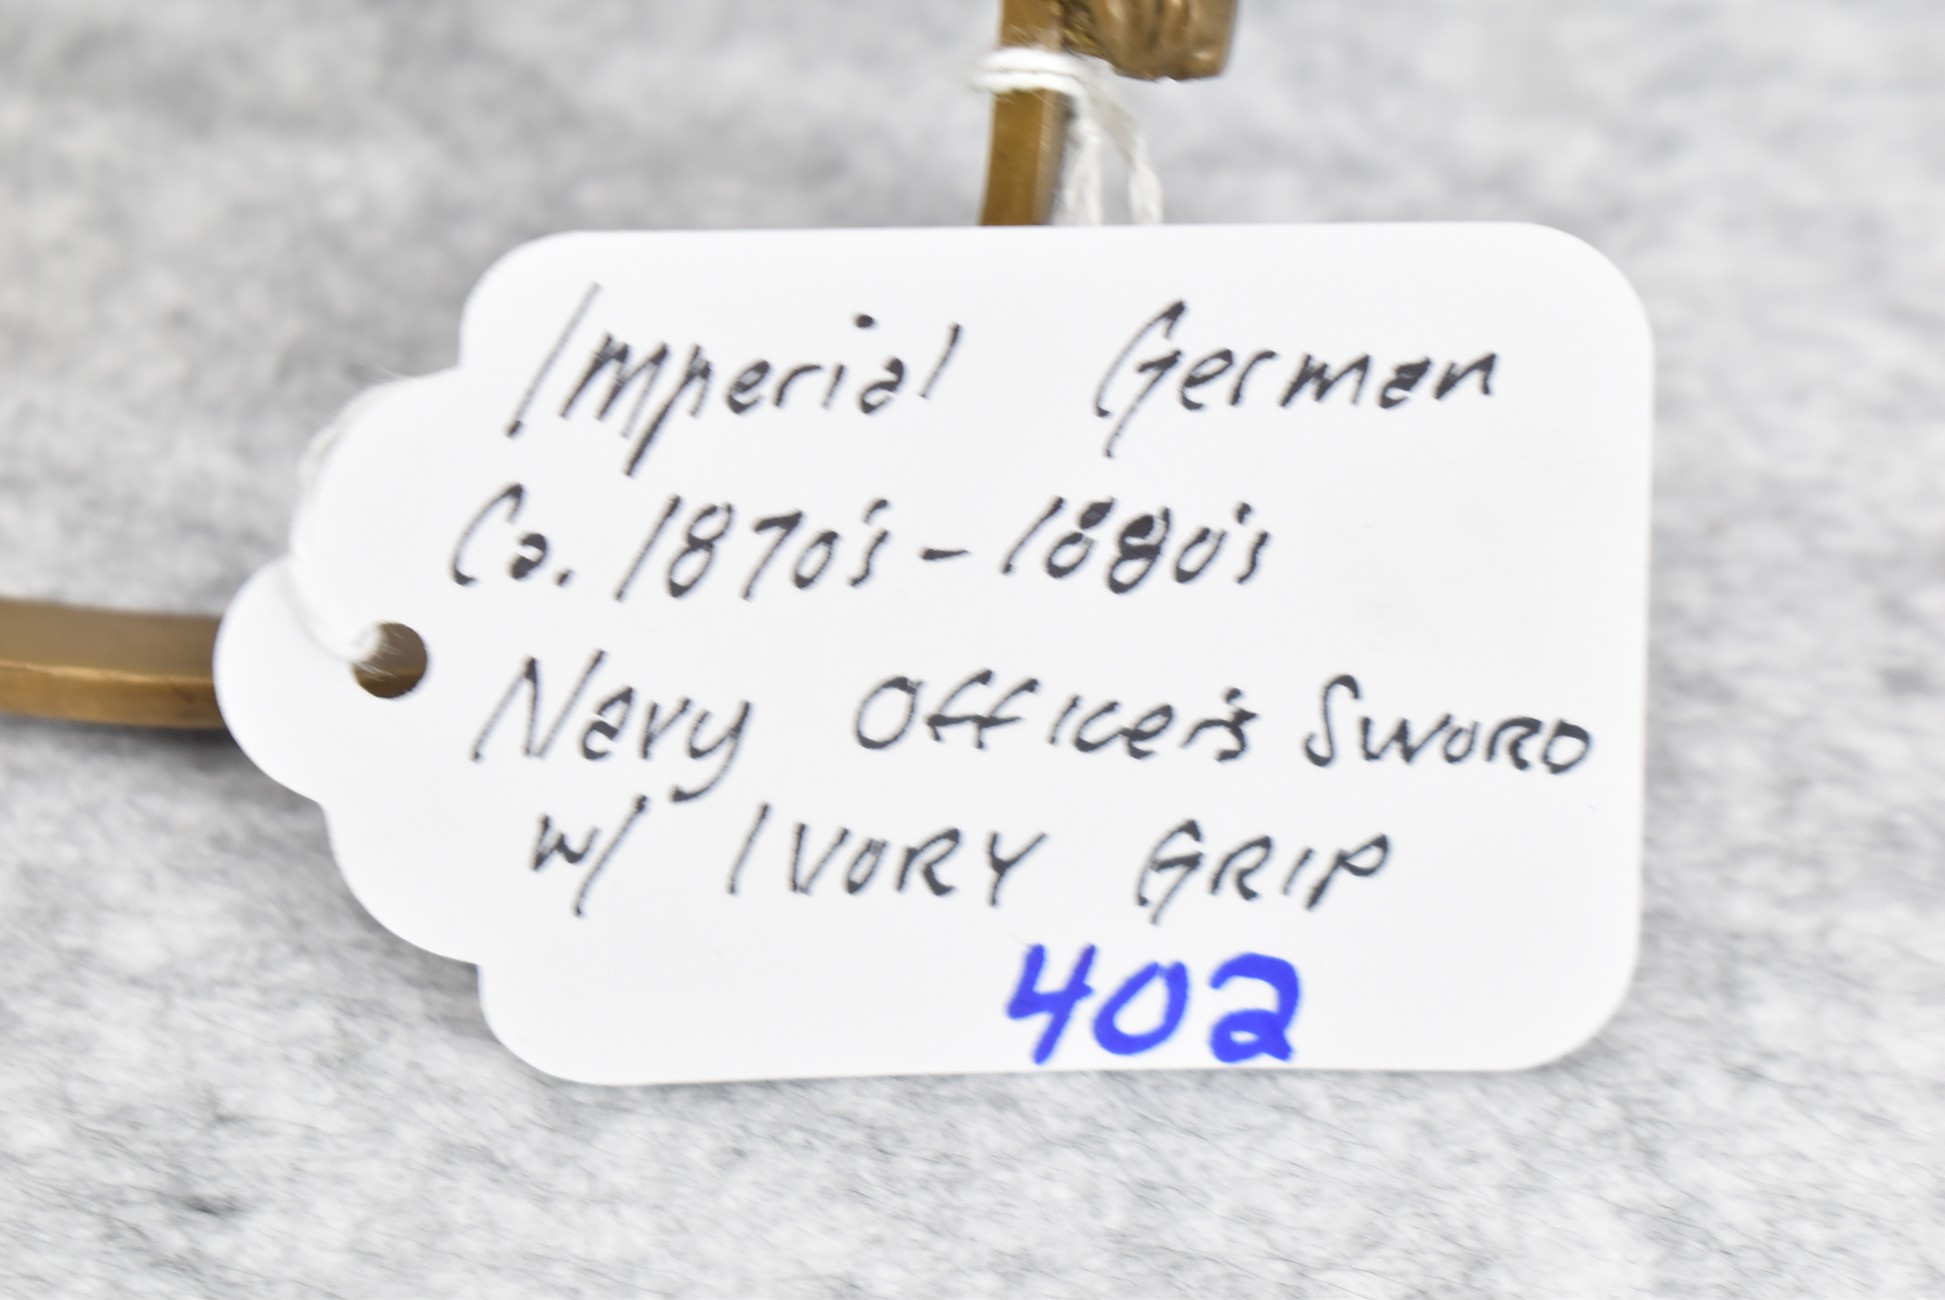 Imperial German
Ca. 1870's - 1880's
Navy Officer's Sword
w/ IVORY GRIP
402